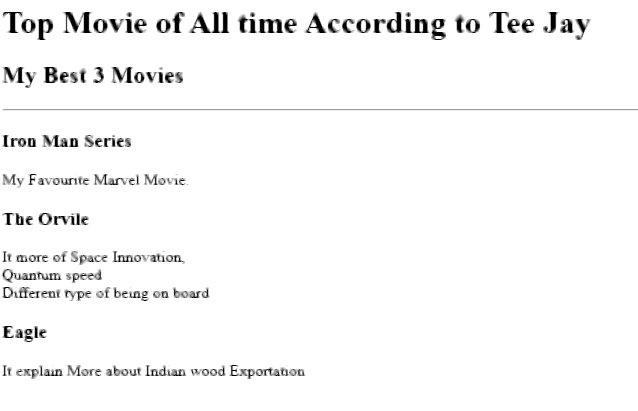 Top Movie of All time According to Tee Jay
My Best 3 Movies
Iron Man Series
My Favourite Marvel Movie.
The Orvile
It more of Space Innovation,
Quantum speed
Different type of being on board
Eagle
It explain More about Indian wood Exportation